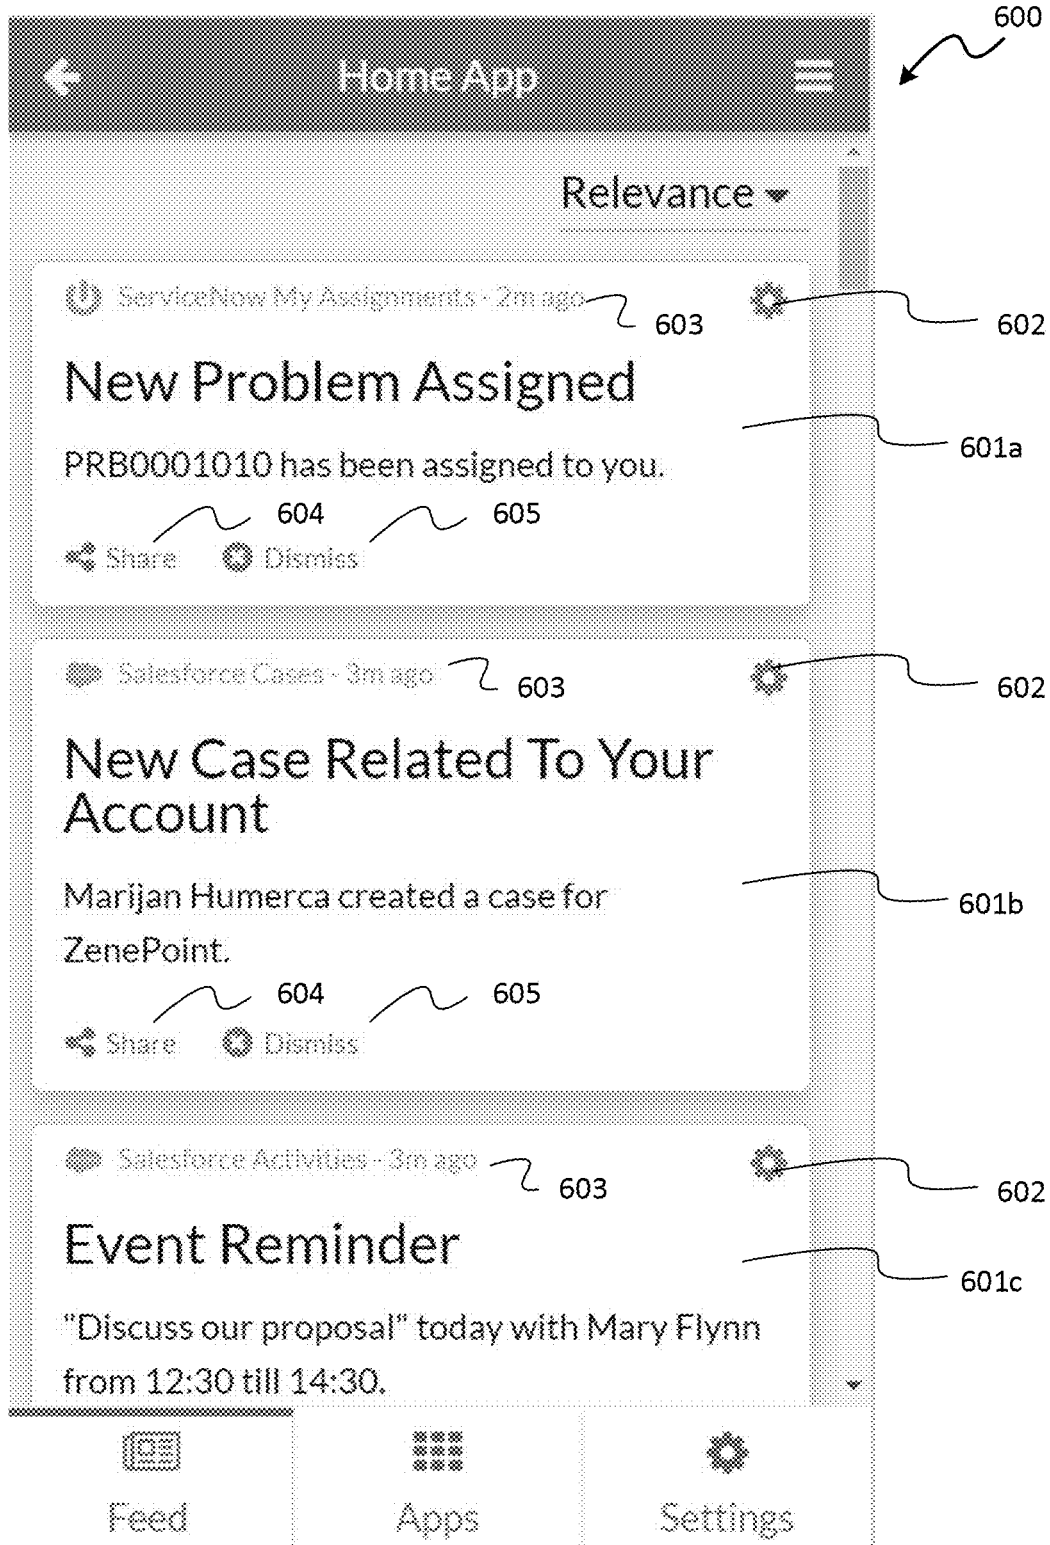 600
Home App
Relevance
ServiceNow My Assignments - 2m ago
603
602
New Problem Assigned
601a
PRB0001010 has been assigned to you.
604
605
Share
Dismiss
Salesforce Cases - 3m ago
603
602
New Case Related To Your
Account
Marijan Humerca created a case for
601b
ZenePoint.
604
605
Share
Dismiss
Salesforce Activities - 3m ago
603
602
Event Reminder
601c
"Discuss our proposal" today with Mary Flynn
from 12:30 till 14:30.
Feed
Apps
Settings